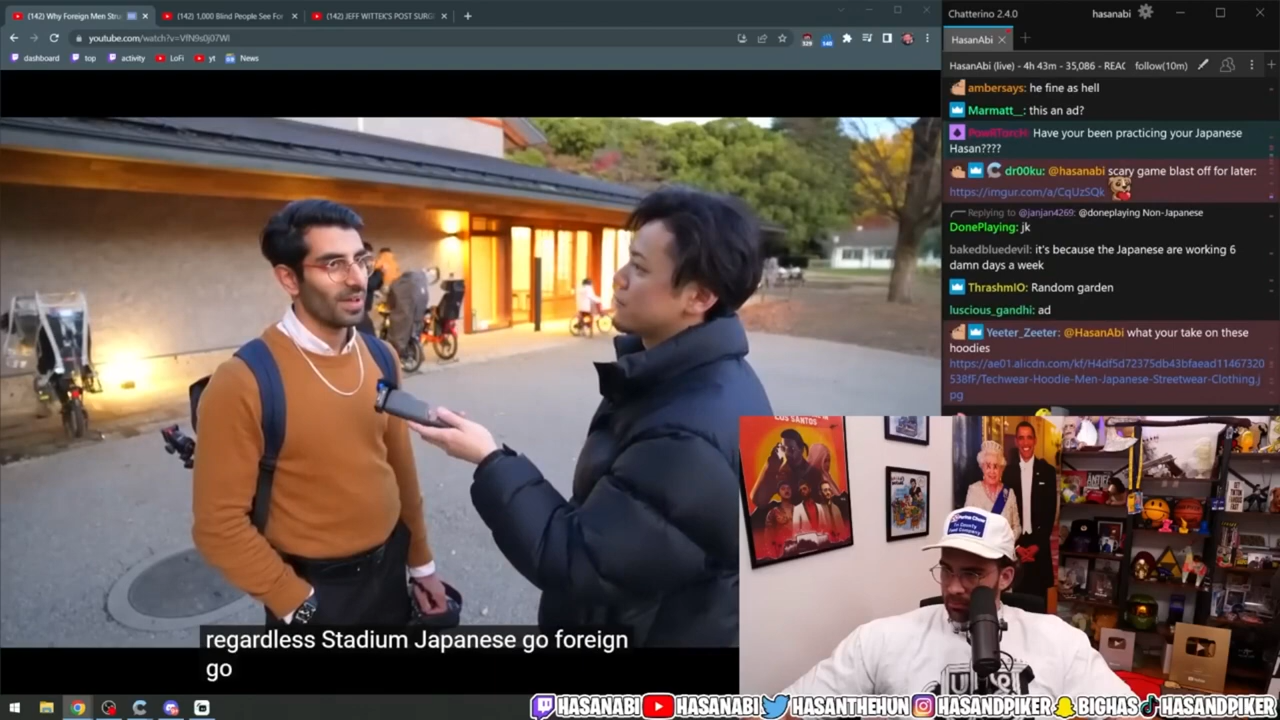 (142) Why Foreign Men Stru
(142) 1,000 Blind People See For
(142) JEFF WITTEK'S POST SURG
youtube.com/watch?v=VfN9s0j07WI
dashboard
top
activity
LoFi
yt
News
Chatterino 2.4.0
hasanabi
HasanAbi
HasanAbi (live) - 4h 43m - 35,086 - REAC
follow(10m)
ambersays: he fine as hell
Marmatt__: this an ad?
PowRTorcH: Have your been practicing your Japanese
Hasan????
dr00ku: @hasanabi scary game blast off for later:
https://imgur.com/a/CqUzSQk
Replying to @janjan4269: @doneplaying Non-Japanese
DonePlaying: jk
bakedbluedevil: it's because the Japanese are working 6
damn days a week
ThrashmIO: Random garden
luscious_gandhi: ad
Yeeter_Zeeter: @HasanAbi what your take on these
hoodies
https://ae01.alicdn.com/kf/H4df5d72375db43bfaead11467320
538fF/Techwear-Hoodie-Men-Japanese-Streetwear-Clothing.j
pg
LOS SANTOS
regardless Stadium Japanese go foreign
go
HASANABI
HASANABI
HASANTHEHUN
HASANDPIKER
BIGHAS
HASANDPIKER